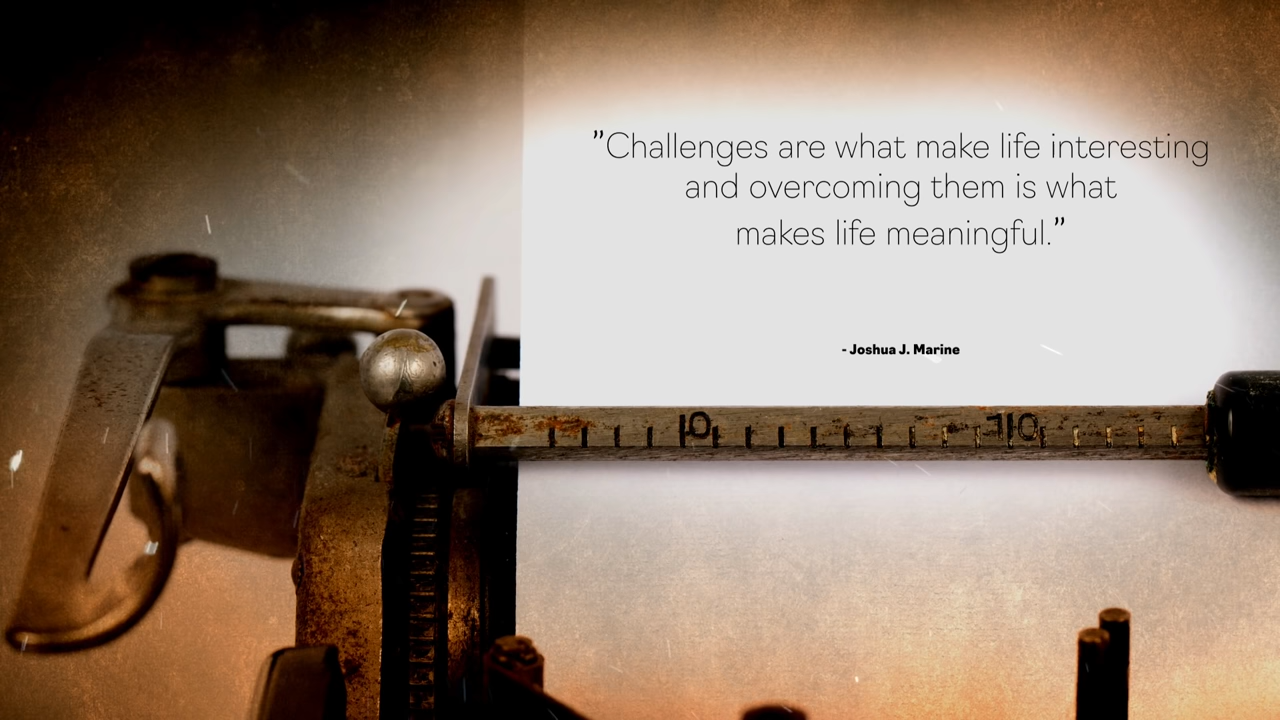 ”Challenges are what make life interesting
and overcoming them is what
makes life meaningful.”
- Joshua J. Marine